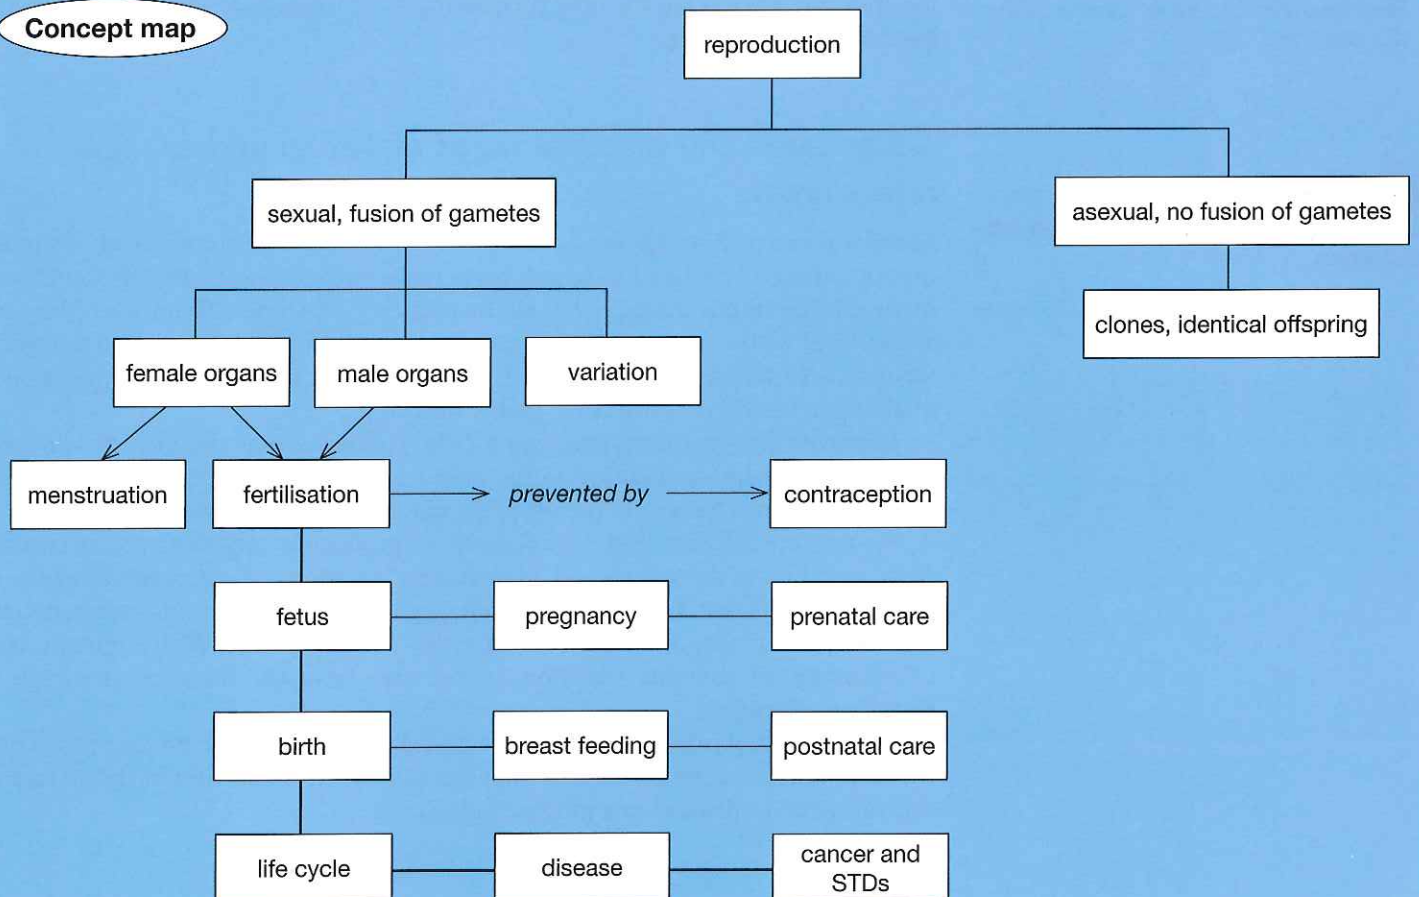 Concept map
reproduction
sexual, fusion of gametes
asexual, no fusion of gametes
clones, identical offspring
female organs
male organs
variation
menstruation
fertilisation
prevented by
contraception
fetus
pregnancy
prenatal care
birth
breast feeding
postnatal care
life cycle
disease
cancer and
STDs